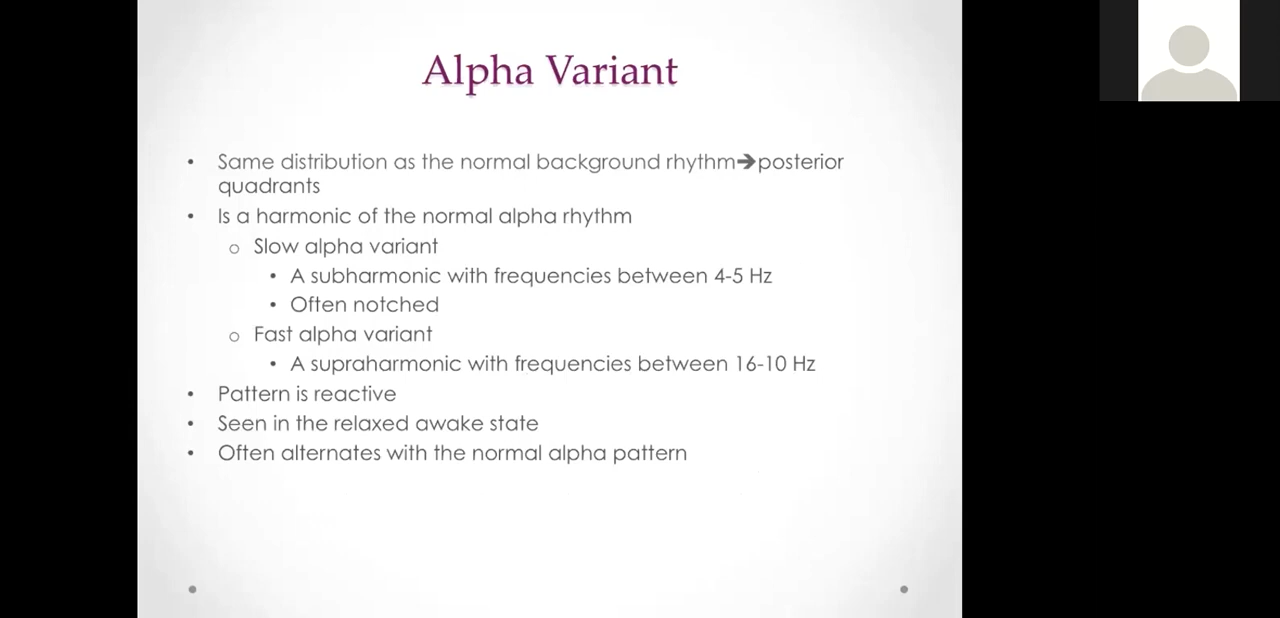 Alpha Variant
• Same distribution as the normal background rhythm➔posterior
quadrants
• Is a harmonic of the normal alpha rhythm
o Slow alpha variant
• A subharmonic with frequencies between 4-5 Hz
• Often notched
o Fast alpha variant
• A supraharmonic with frequencies between 16-10 Hz
• Pattern is reactive
• Seen in the relaxed awake state
• Often alternates with the normal alpha pattern